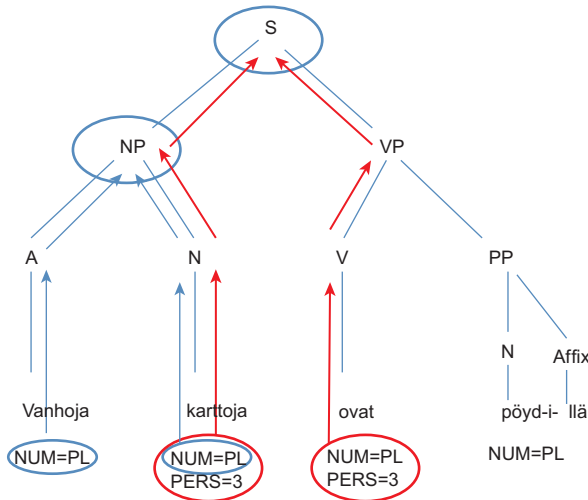 S
NP VP
A N V PP
N Affix
Vanhoja karttoja ovat pöyd-i- llä
NUM=PL NUM=PL NUM=PL NUM=PL
PERS=3 PERS=3